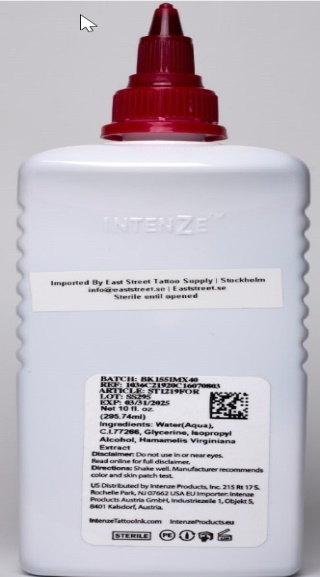 INTENZE™
Imported By East Street Tattoo Supply | Stockholm
info@eaststreet.se | Eaststreet.se
Sterile until opened
BATCH: BK155IMX40
REF: 1036C21920C16070803
ARTICLE: ST1219FOR
LOT: SS295
EXP: 03/31/2025
Net 10 fl. oz.
(295.74ml)
Ingredients: Water(Aqua),
C.I.77266, Glycerine, Isopropyl
Alcohol, Hamamelis Virginiana
Extract
Disclaimer: Do not use in or near eyes.
Read online for full disclaimer.
Directions: Shake well. Manufacturer recommends
color and skin patch test.
US Distributed by Intenze Products, Inc. 215 Rt 17 S.
Rochelle Park, NJ 07662 USA EU Importer: Intenze
Products Austria GmbH, Industriezeile 1, Objekt S,
8401 Kalsdorf, Austria.
IntenzeTattooInk.com IntenzeProducts.eu
STERILE PE